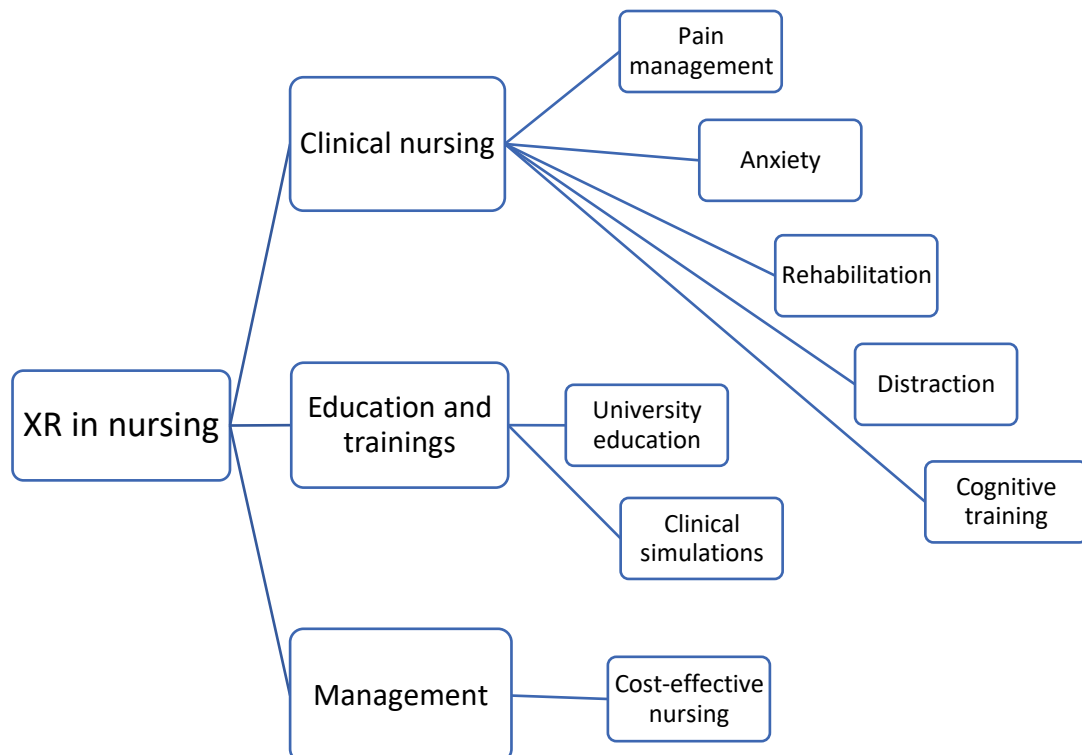 XR in nursing
Clinical nursing
Pain
management
Anxiety
Rehabilitation
Distraction
Cognitive
training
Education and
trainings
University
education
Clinical
simulations
Management
Cost-effective
nursing